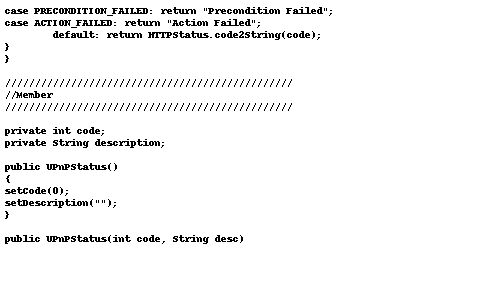 case PRECONDITION_FAILED: return "Precondition Failed";
case ACTION_FAILED: return "Action Failed";
default: return HTTPStatus.code2String(code);
}
}
////////////////////////////////////////////////
//Member
////////////////////////////////////////////////
private int code;
private String description;
public UPnPStatus()
{
setCode(0);
setDescription("");
}
public UPnPStatus(int code, String desc)